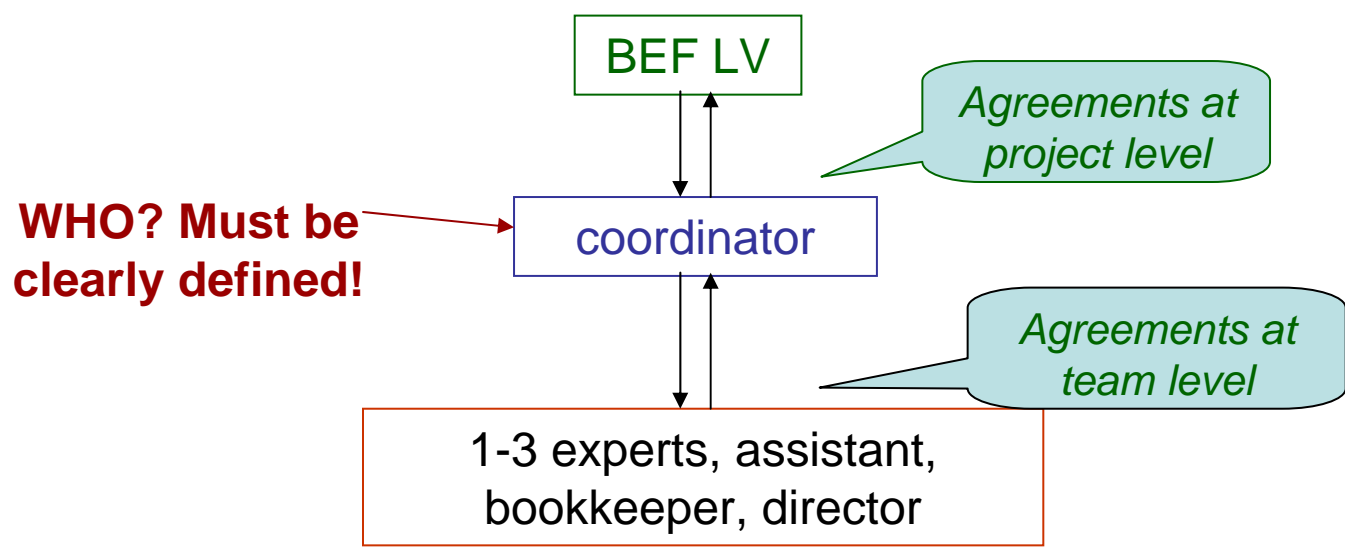 BEF LV
Agreements at
project level
WHO? Must be
clearly defined!
coordinator
Agreements at
team level
1-3 experts, assistant,
bookkeeper, director